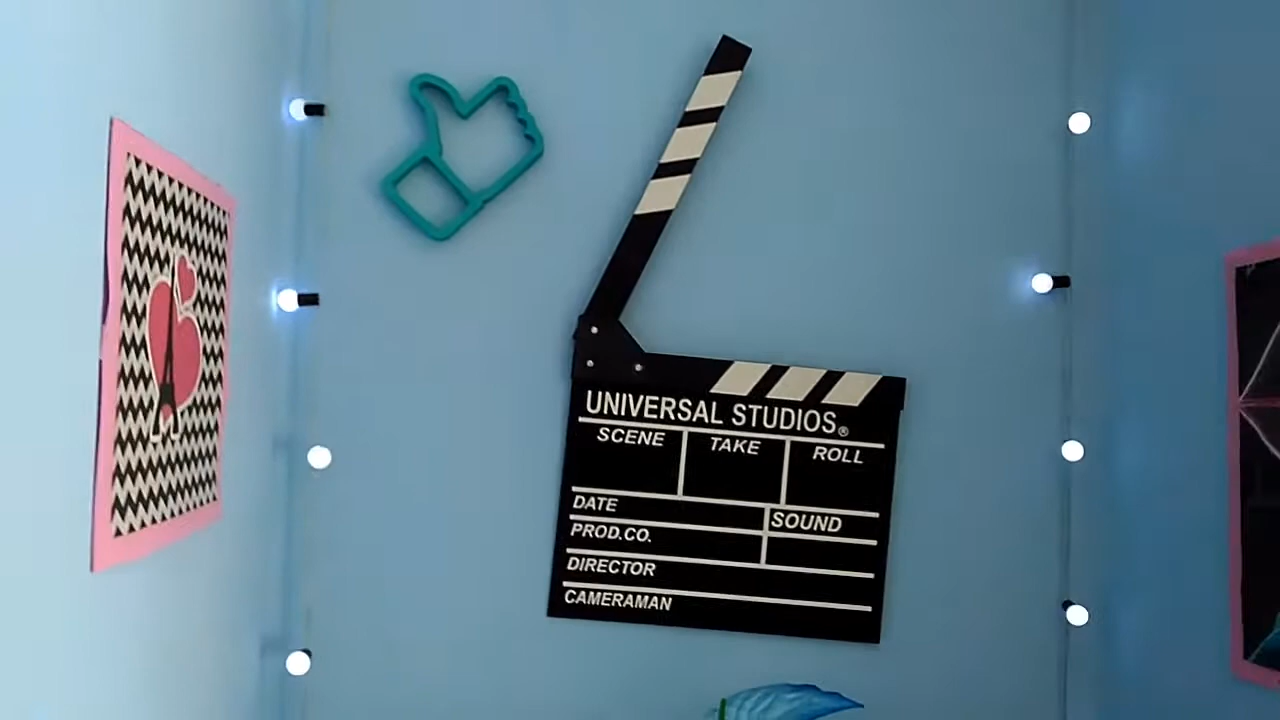 UNIVERSAL STUDIOS®
SCENE TAKE ROLL
DATE
SOUND
PROD.CO.
DIRECTOR
CAMERAMAN